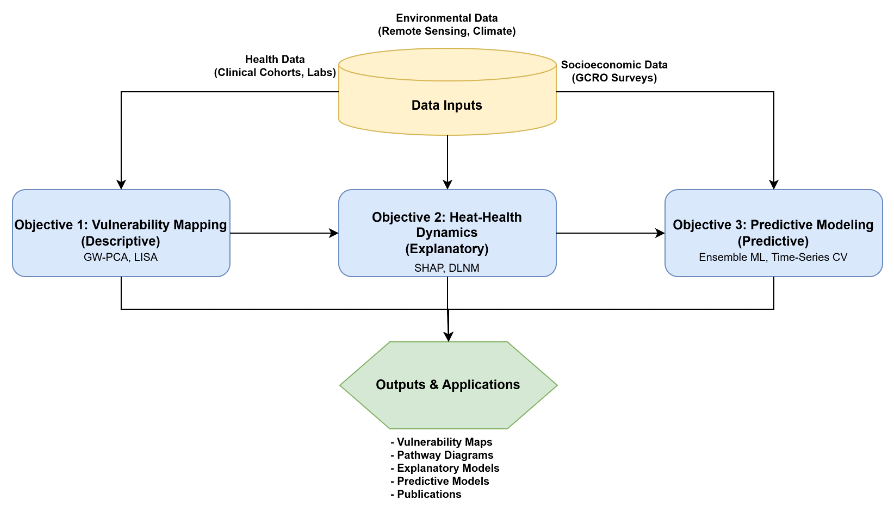 Environmental Data
(Remote Sensing, Climate)
Health Data
(Clinical Cohorts, Labs)
Socioeconomic Data
(GCRO Surveys)
Data Inputs
Objective 1: Vulnerability Mapping
(Descriptive)
GW-PCA, LISA
Objective 2: Heat-Health
Dynamics
(Explanatory)
SHAP, DLNM
Objective 3: Predictive Modeling
(Predictive)
Ensemble ML, Time-Series CV
Outputs & Applications
- Vulnerability Maps
- Pathway Diagrams
- Explanatory Models
- Predictive Models
- Publications